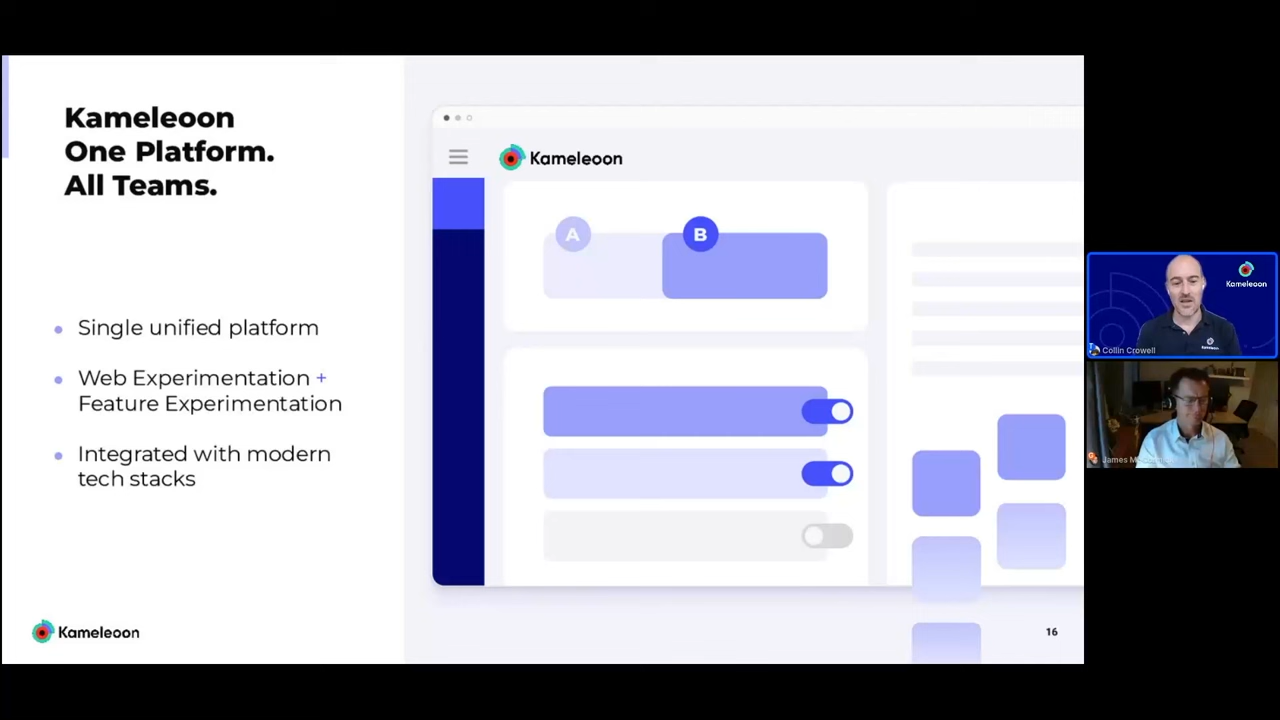 Kameleoon
One Platform.
All Teams.
Single unified platform
Web Experimentation +
Feature Experimentation
Integrated with modern
tech stacks
Kameleoon
Kameleoon
A
B
16
Kameleoon
Collin Crowell
James